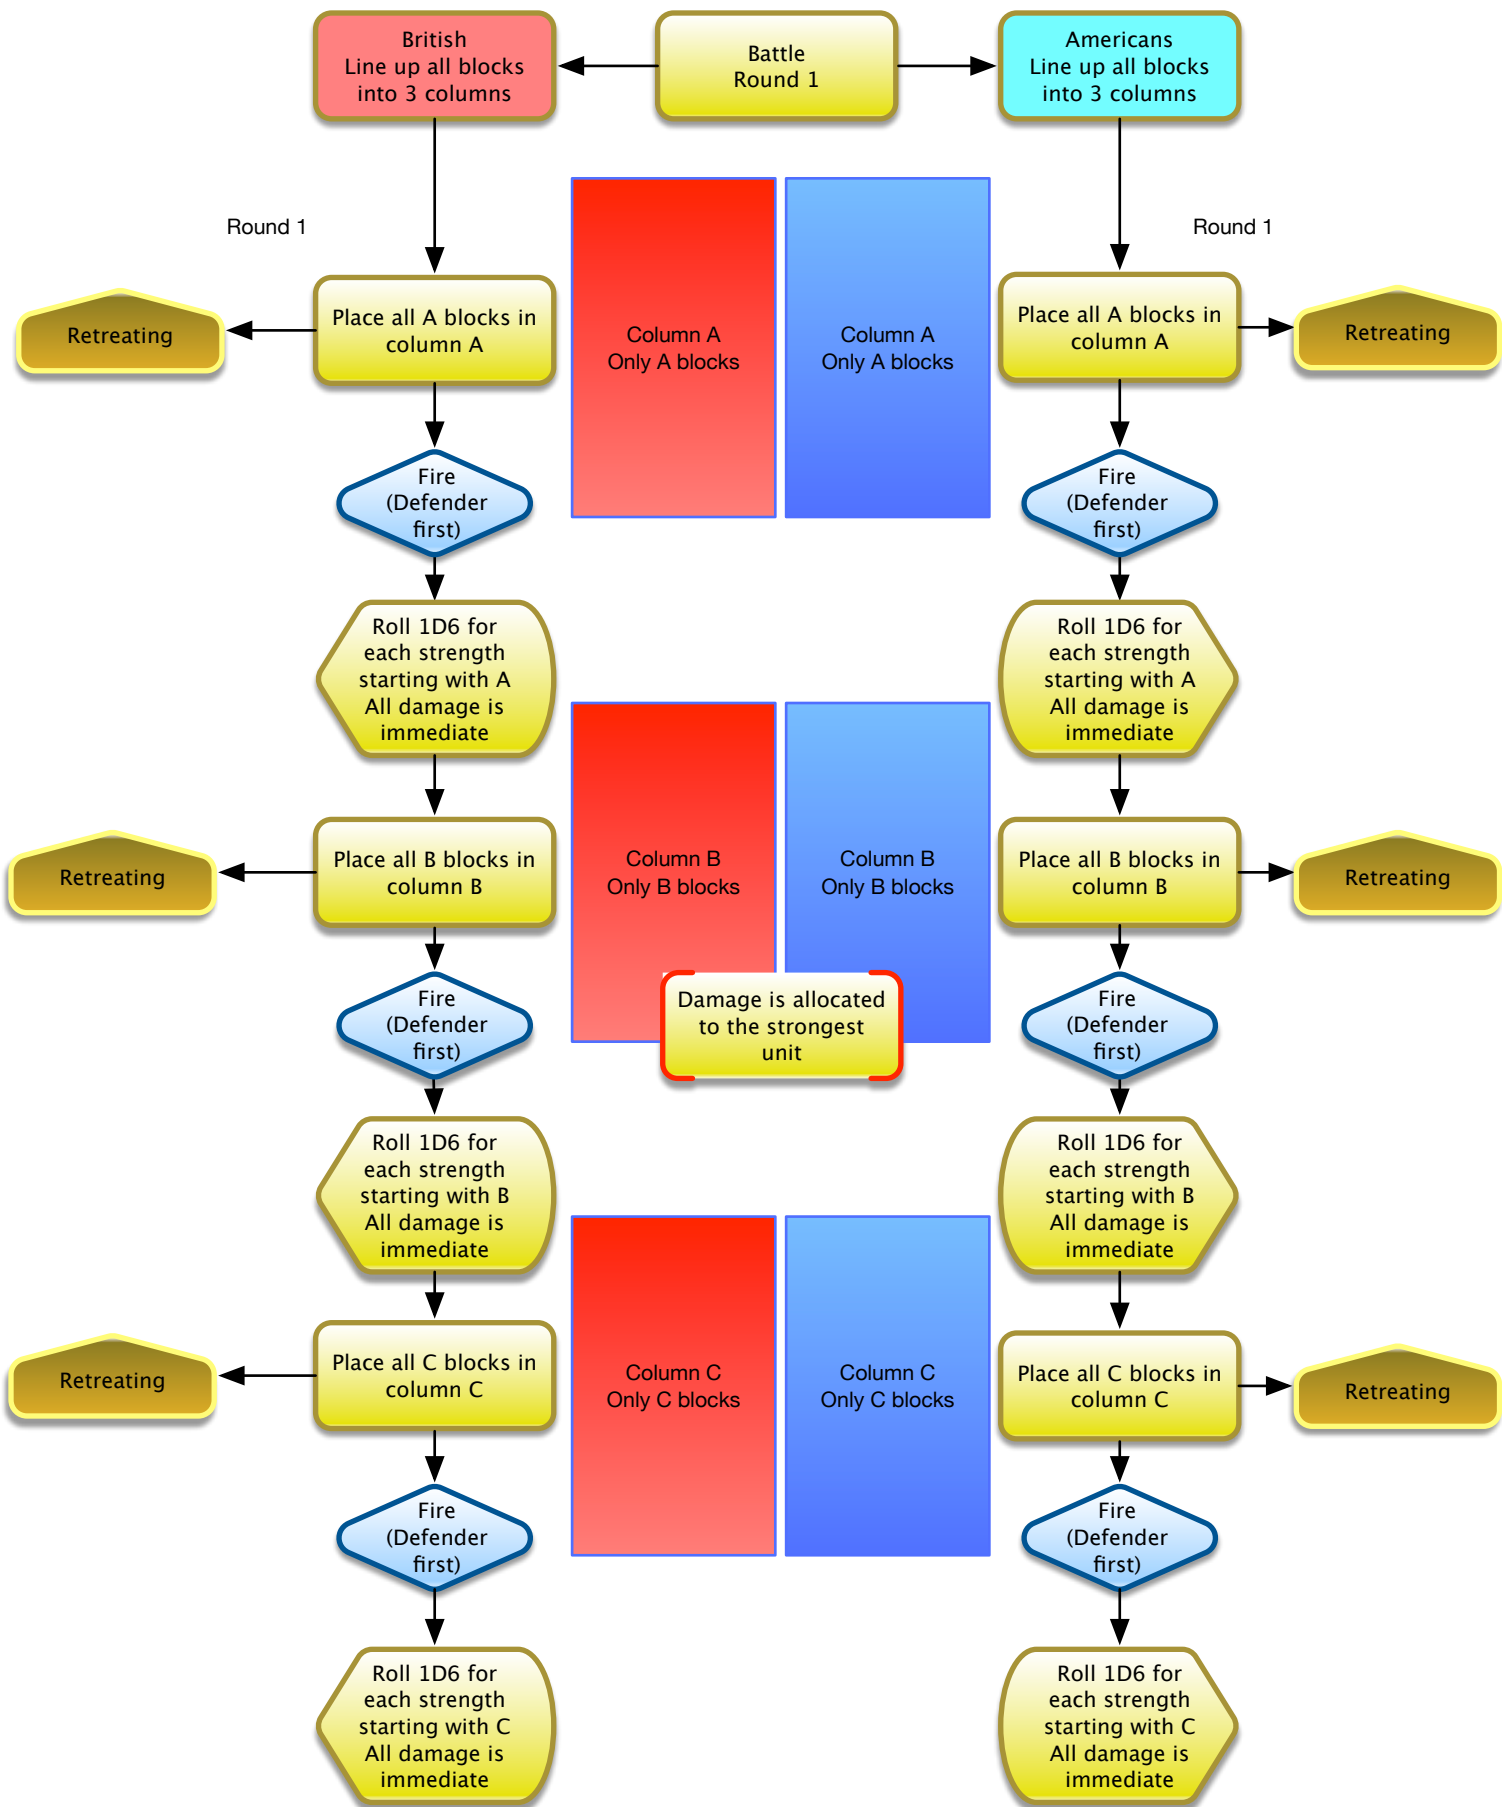 British
Line up all blocks
into 3 columns
Battle
Round 1
Americans
Line up all blocks
into 3 columns
Round 1
Round 1
Retreating
Place all A blocks in
column A
Column A
Only A blocks
Column A
Only A blocks
Place all A blocks in
column A
Retreating
Fire
(Defender
first)
Fire
(Defender
first)
Roll 1D6 for
each strength
starting with A
All damage is
immediate
Roll 1D6 for
each strength
starting with A
All damage is
immediate
Retreating
Place all B blocks in
column B
Column B
Only B blocks
Column B
Only B blocks
Place all B blocks in
column B
Retreating
Fire
(Defender
first)
Damage is allocated
to the strongest
unit
Fire
(Defender
first)
Roll 1D6 for
each strength
starting with B
All damage is
immediate
Roll 1D6 for
each strength
starting with B
All damage is
immediate
Retreating
Place all C blocks in
column C
Column C
Only C blocks
Column C
Only C blocks
Place all C blocks in
column C
Retreating
Fire
(Defender
first)
Fire
(Defender
first)
Roll 1D6 for
each strength
starting with C
All damage is
immediate
Roll 1D6 for
each strength
starting with C
All damage is
immediate